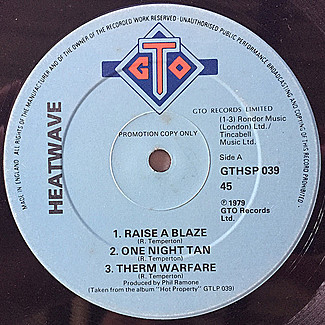 ALL RIGHTS OF THE MANUFACTURER AND OF THE OWNER OF THE RECORDED WORK RESERVED · UNAUTHORISED PUBLIC PERFORMANCE BROADCASTING AND COPYING OF THIS RECORD PROHIBITED.
MADE IN ENGLAND.
GTO
HEATWAVE
GTO RECORDS LIMITED
(1-3) Rondor Music
(London) Ltd./
Tincabell
Music Ltd.
PROMOTION COPY ONLY
Side A
GTHSP 039
45
℗ 1979
GTO Records
Ltd.
1. RAISE A BLAZE
(R. Temperton)
2. ONE NIGHT TAN
(R. Temperton)
3. THERM WARFARE
(R. Temperton)
Produced by Phil Ramone
(Taken from the album "Hot Property" GTLP 039)